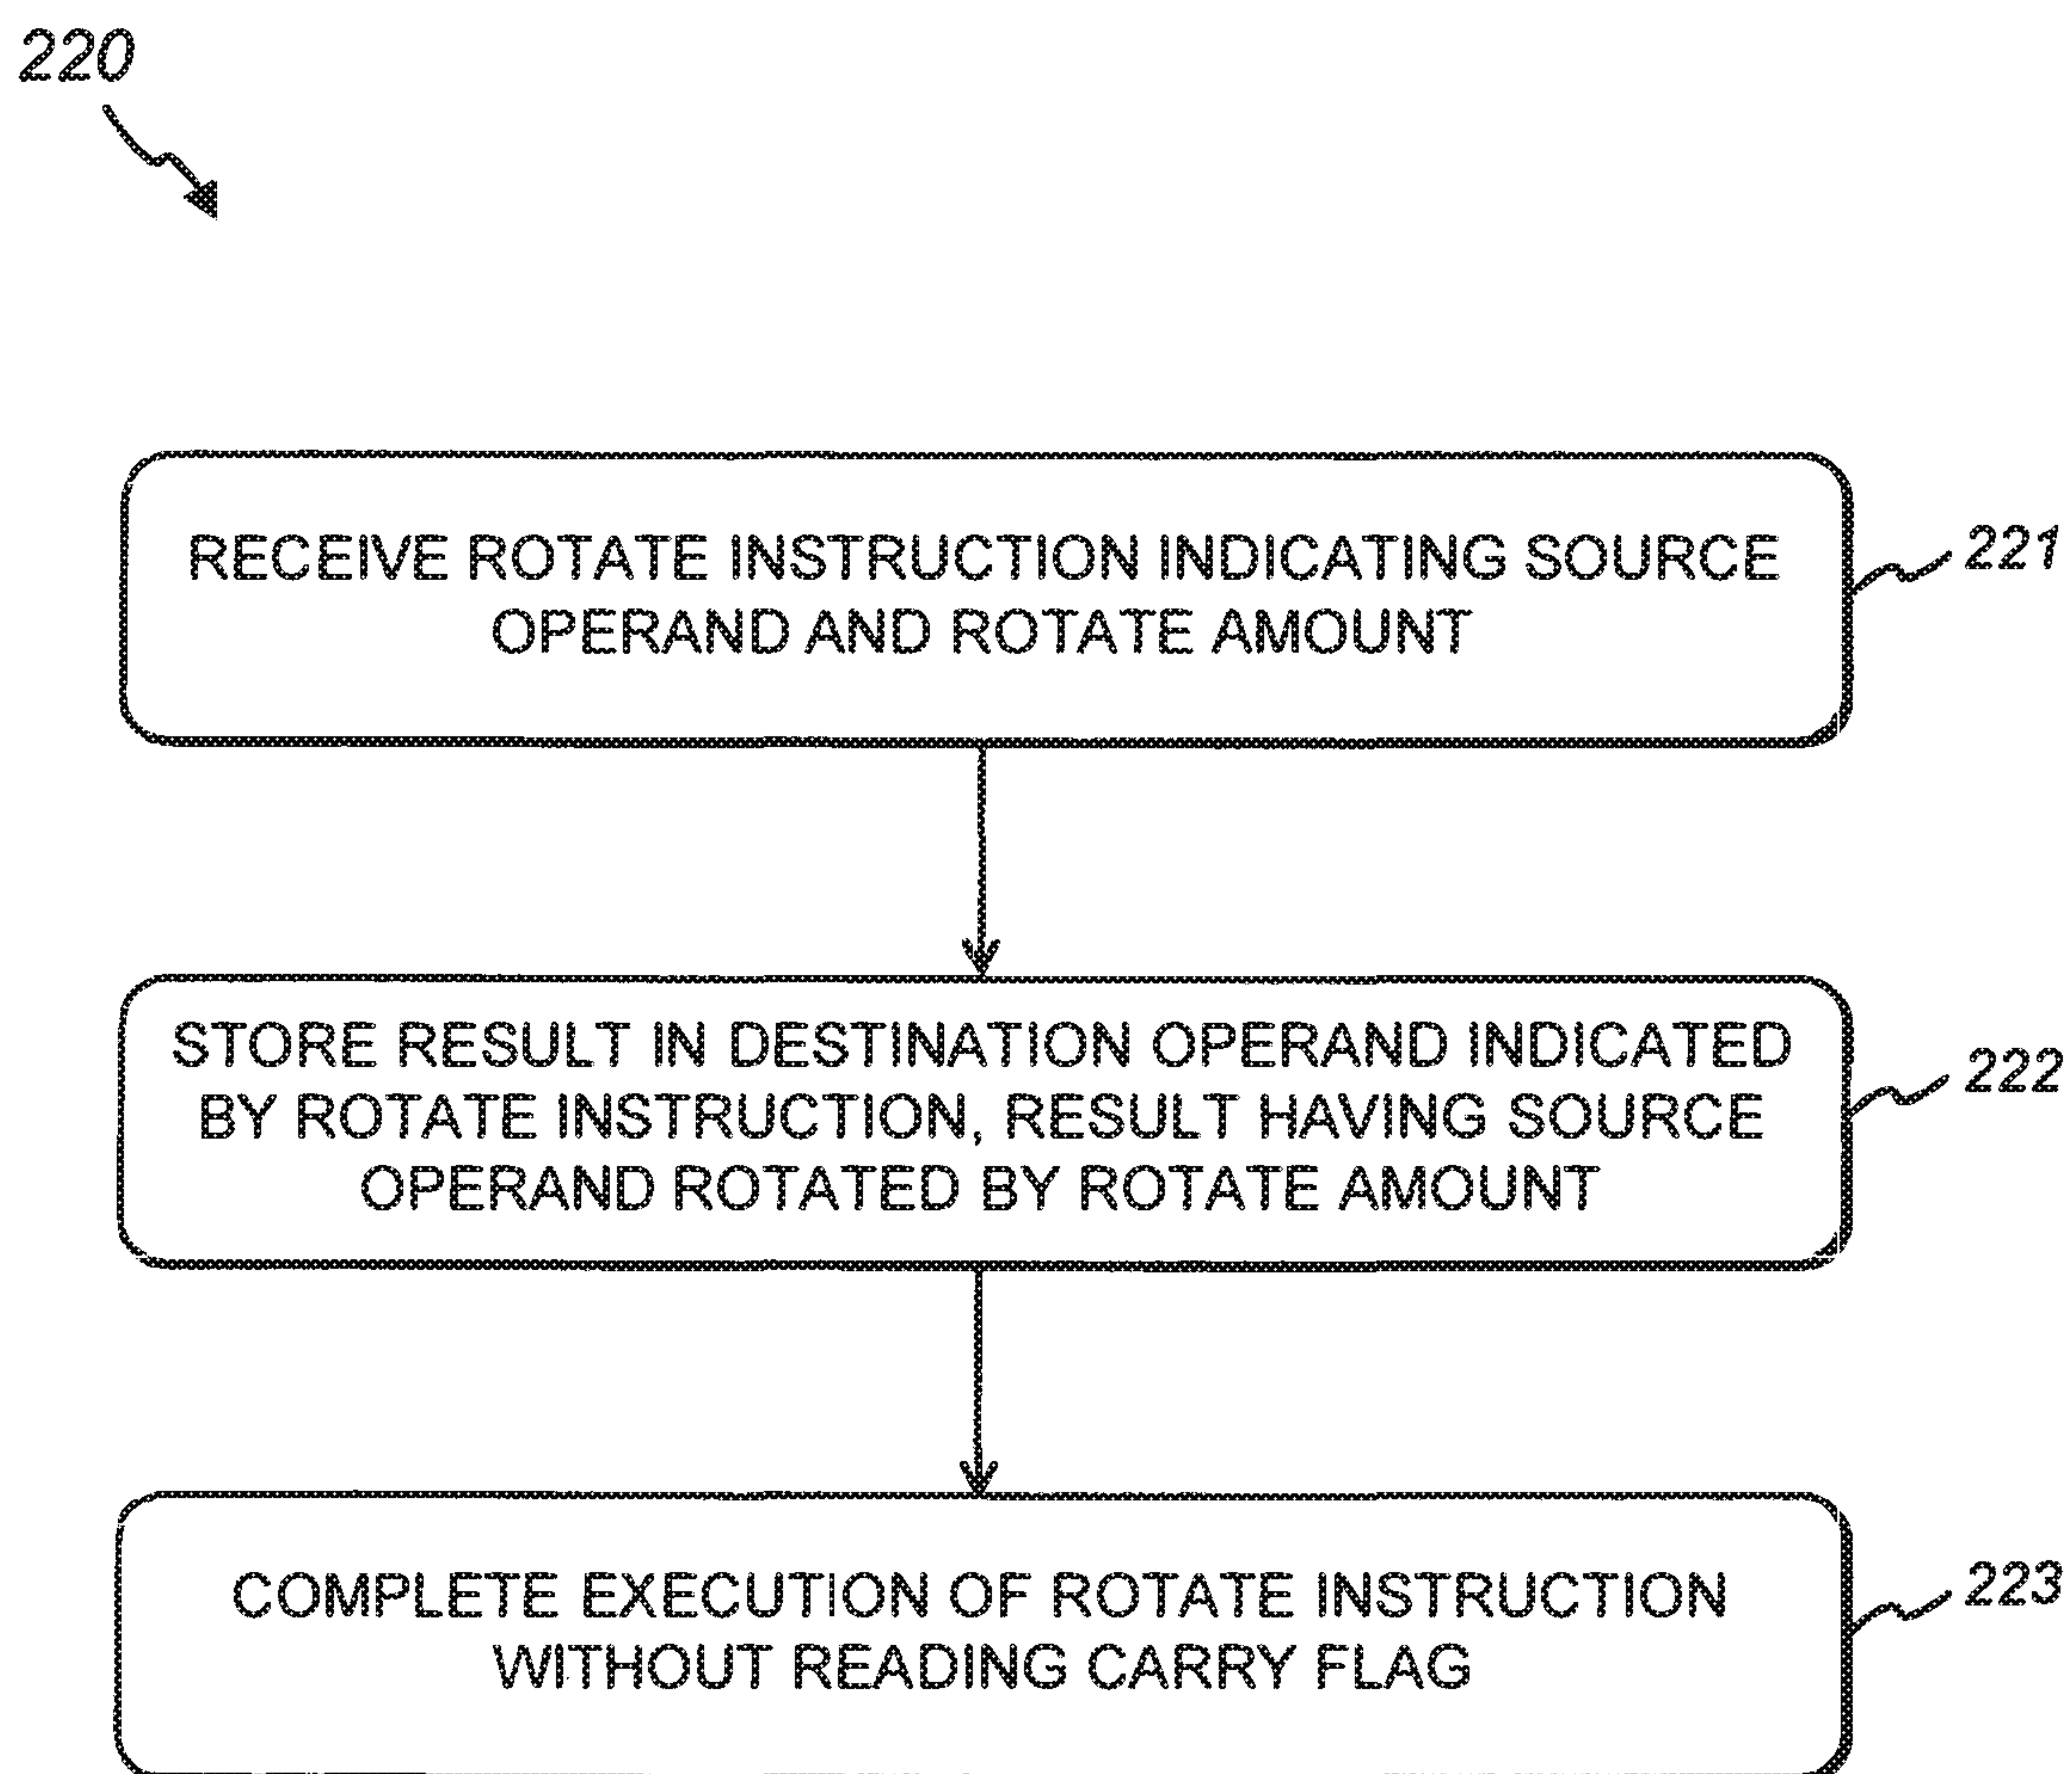 220
RECEIVE ROTATE INSTRUCTION INDICATING SOURCE
OPERAND AND ROTATE AMOUNT
221
STORE RESULT IN DESTINATION OPERAND INDICATED
BY ROTATE INSTRUCTION, RESULT HAVING SOURCE
OPERAND ROTATED BY ROTATE AMOUNT
222
COMPLETE EXECUTION OF ROTATE INSTRUCTION
WITHOUT READING CARRY FLAG
223